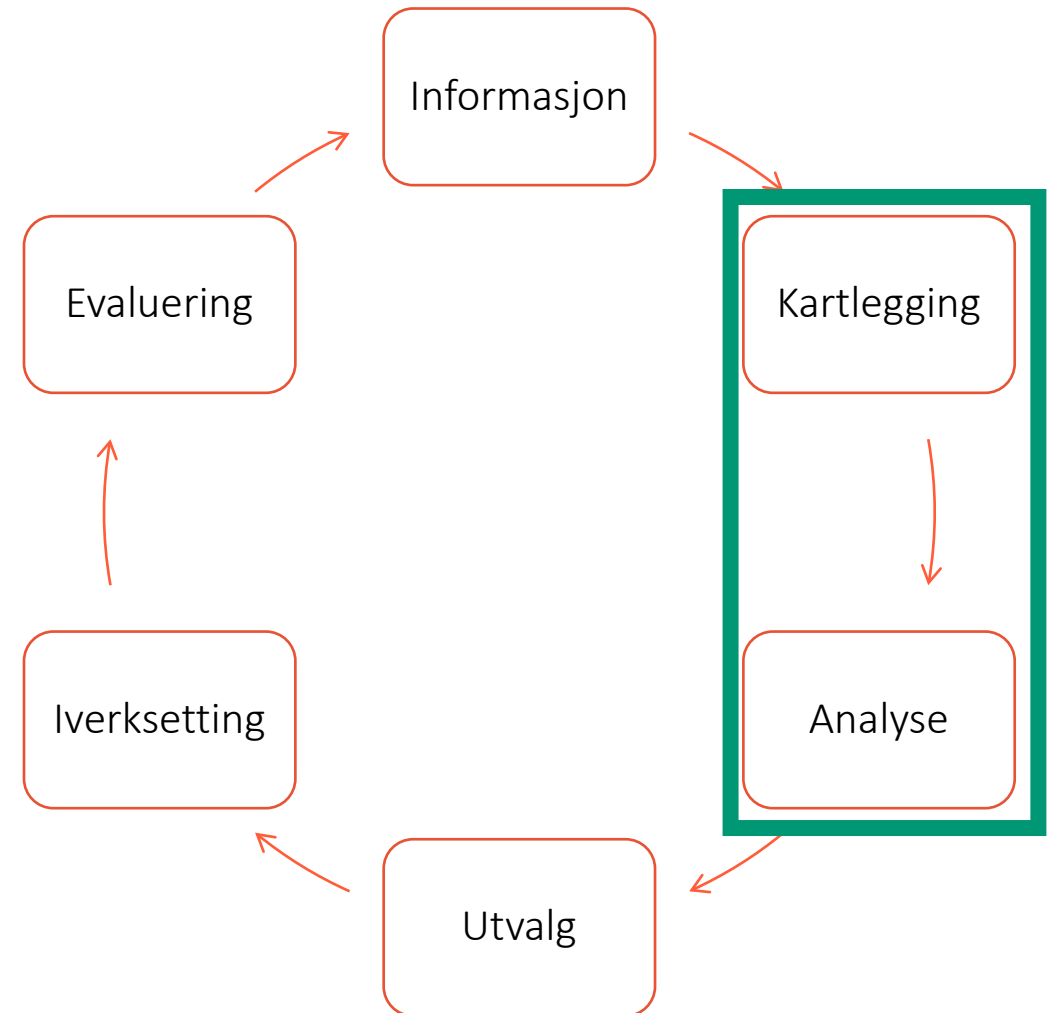 Informasjon
Kartlegging
Analyse
Utvalg
Iverksetting
Evaluering